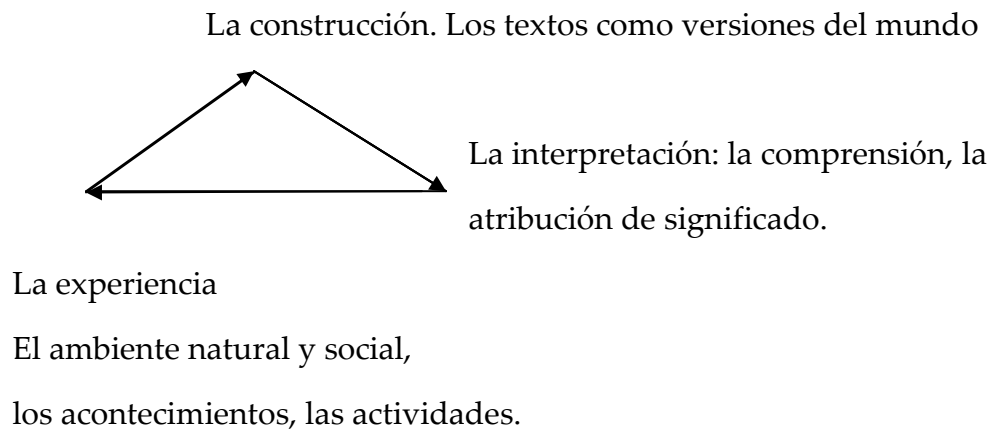 La construcción. Los textos como versiones del mundo
La interpretación: la comprensión, la
atribución de significado.
La experiencia
El ambiente natural y social,
los acontecimientos, las actividades.